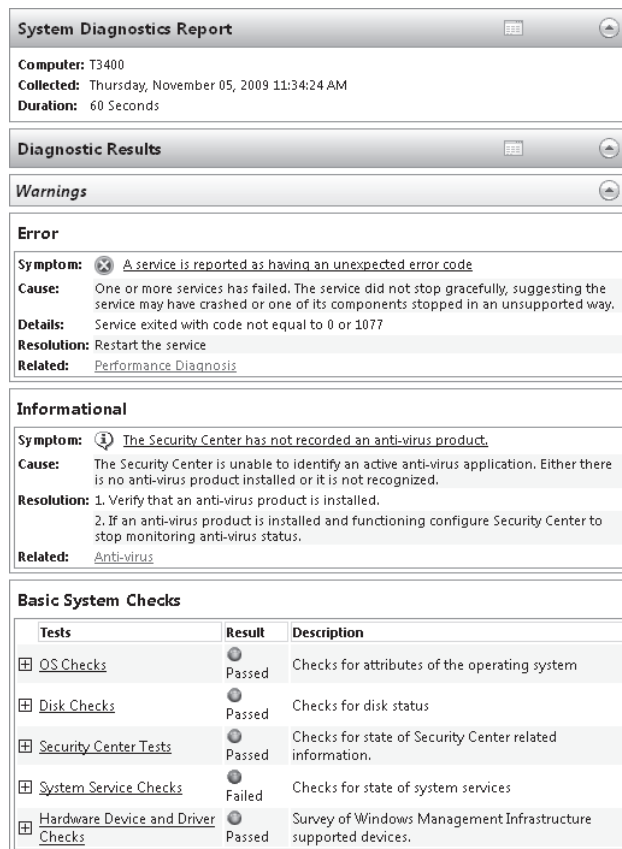 System Diagnostics Report
Computer: T3400
Collected: Thursday, November 05, 2009 11:34:24 AM
Duration: 60 Seconds
Diagnostic Results
Warnings
Error
Symptom: A service is reported as having an unexpected error code
Cause: One or more services has failed. The service did not stop gracefully, suggesting the
service may have crashed or one of its components stopped in an unsupported way.
Details: Service exited with code not equal to 0 or 1077
Resolution: Restart the service
Related: Performance Diagnosis
Informational
Symptom: The Security Center has not recorded an anti-virus product.
Cause: The Security Center is unable to identify an active anti-virus application. Either there
is no anti-virus product installed or it is not recognized.
Resolution: 1. Verify that an anti-virus product is installed.
2. If an anti-virus product is installed and functioning configure Security Center to
stop monitoring anti-virus status.
Related: Anti-virus
Basic System Checks
Tests Result Description
OS Checks Passed Checks for attributes of the operating system
Disk Checks Passed Checks for disk status
Security Center Tests Passed Checks for state of Security Center related
information.
System Service Checks Failed Checks for state of system services
Hardware Device and Driver Survey of Windows Management Infrastructure
Checks Passed supported devices.